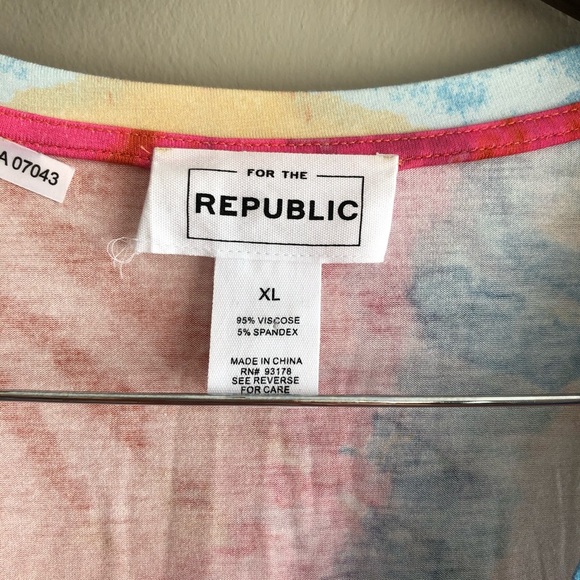 A 07043
FOR THE
REPUBLIC
XL
95% VISCOSE
5% SPANDEX
MADE IN CHINA
RN# 93178
SEE REVERSE
FOR CARE